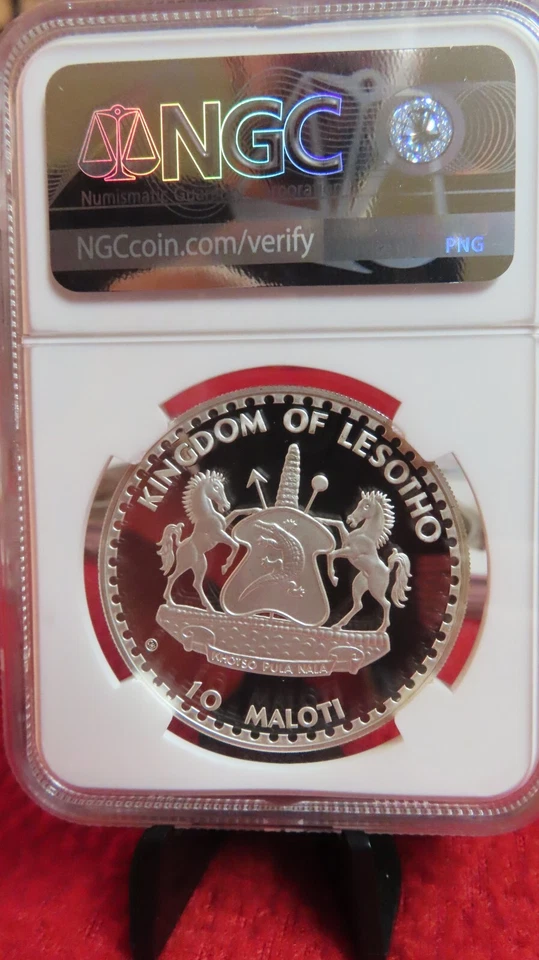 NGC
NGCcoin.com/verify
PNG
KINGDOM OF LESOTHO
KHOTSO PULA NALA
10 MALOTI